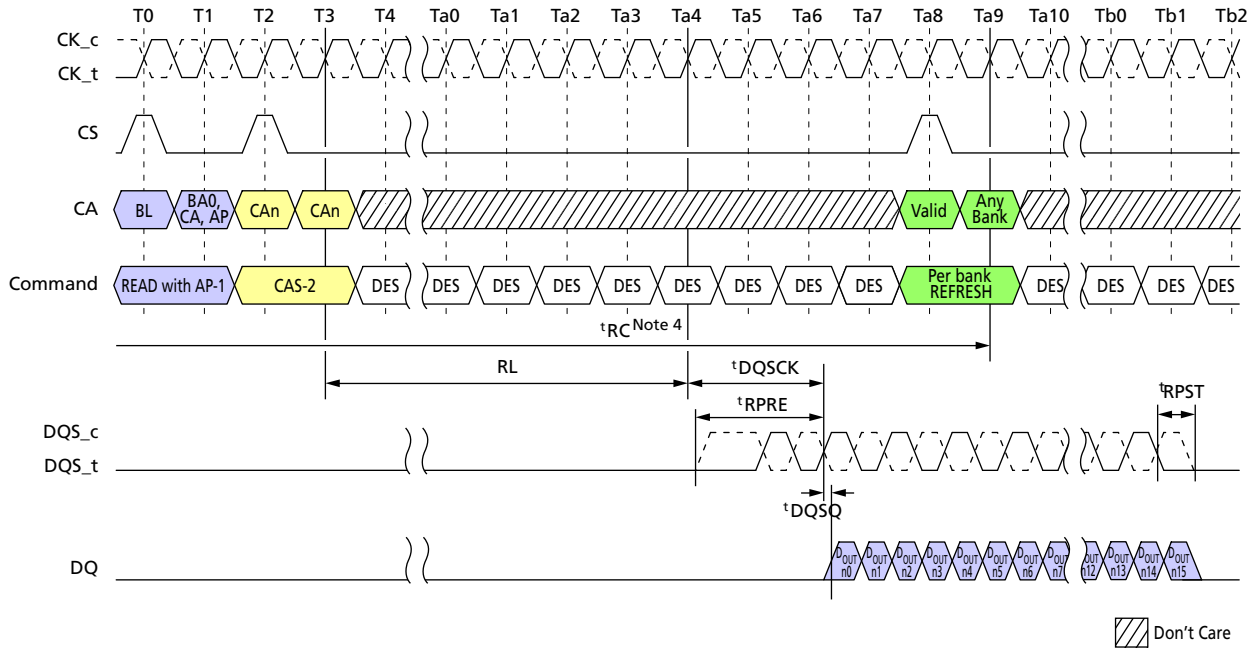 T0 T1 T2 T3 T4 Ta0 Ta1 Ta2 Ta3 Ta4 Ta5 Ta6 Ta7 Ta8 Ta9 Ta10 Tb0 Tb1 Tb2
CK_c
CK_t
CS
CA BL BA0, CA, AP CAn CAn Valid Any Bank
Command READ with AP-1 CAS-2 DES DES DES DES DES DES DES DES DES Per bank REFRESH DES DES DES DES
tRC Note 4
RL tDQSCK
tRPRE tRPST
DQS_c
DQS_t
tDQSQ
DQ DOUT n0 DOUT n1 DOUT n2 DOUT n3 DOUT n4 DOUT n5 DOUT n6 DOUT n7 DOUT n12 DOUT n13 DOUT n14 DOUT n15
Don't Care